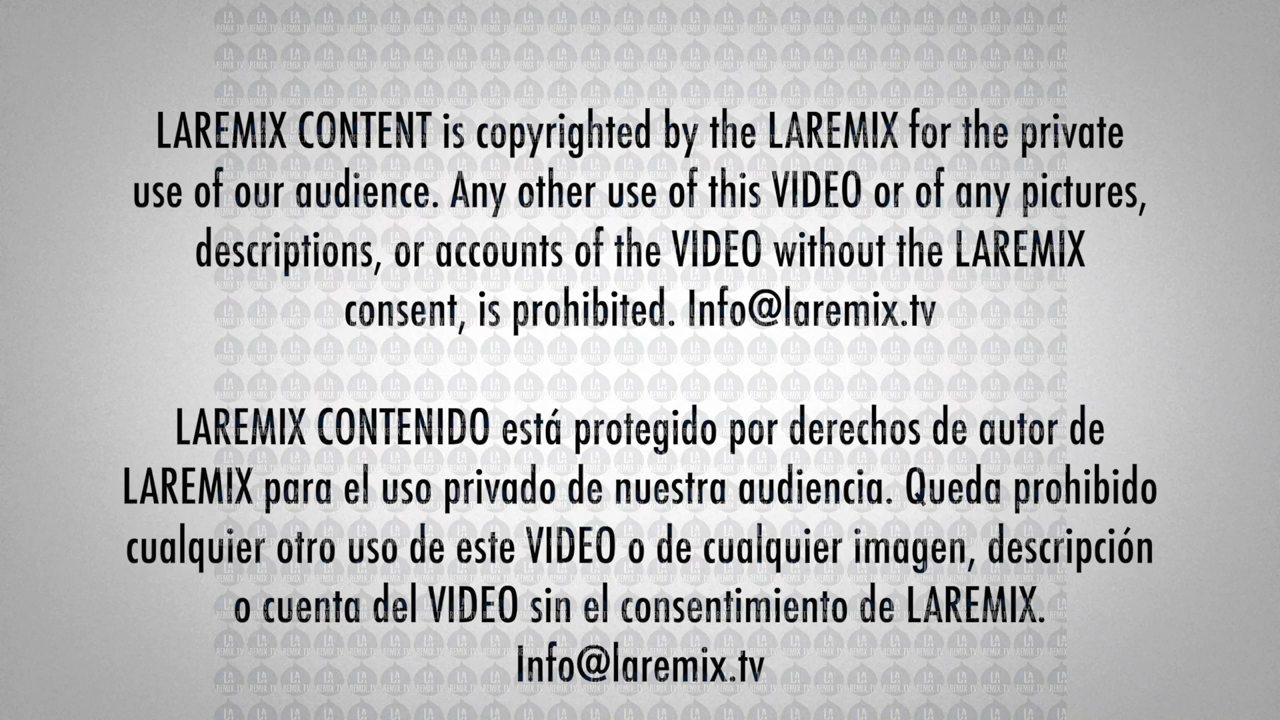 LAREMIX CONTENT is copyrighted by the LAREMIX for the private
use of our audience. Any other use of this VIDEO or of any pictures,
descriptions, or accounts of the VIDEO without the LAREMIX
consent, is prohibited. Info@laremix.tv
LAREMIX CONTENIDO está protegido por derechos de autor de
LAREMIX para el uso privado de nuestra audiencia. Queda prohibido
cualquier otro uso de este VIDEO o de cualquier imagen, descripción
o cuenta del VIDEO sin el consentimiento de LAREMIX.
Info@laremix.tv